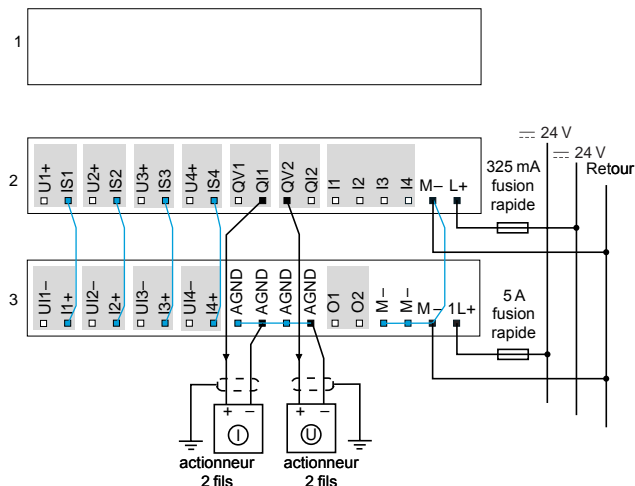 1
24 V
24 V
Retour
2
U1+ IS1 U2+ IS2 U3+ IS3 U4+ IS4 QV1 QI1 QV2 QI2 I1 I2 I3 I4 M– L+
325 mA
fusion
rapide
3
UI1– I1+ UI2– I2+ UI3– I3+ UI4– I4+ AGND AGND AGND AGND O1 O2 M– M– M– 1L+
5 A
fusion
rapide
+ – + –
I U
actionneur
2 fils
actionneur
2 fils